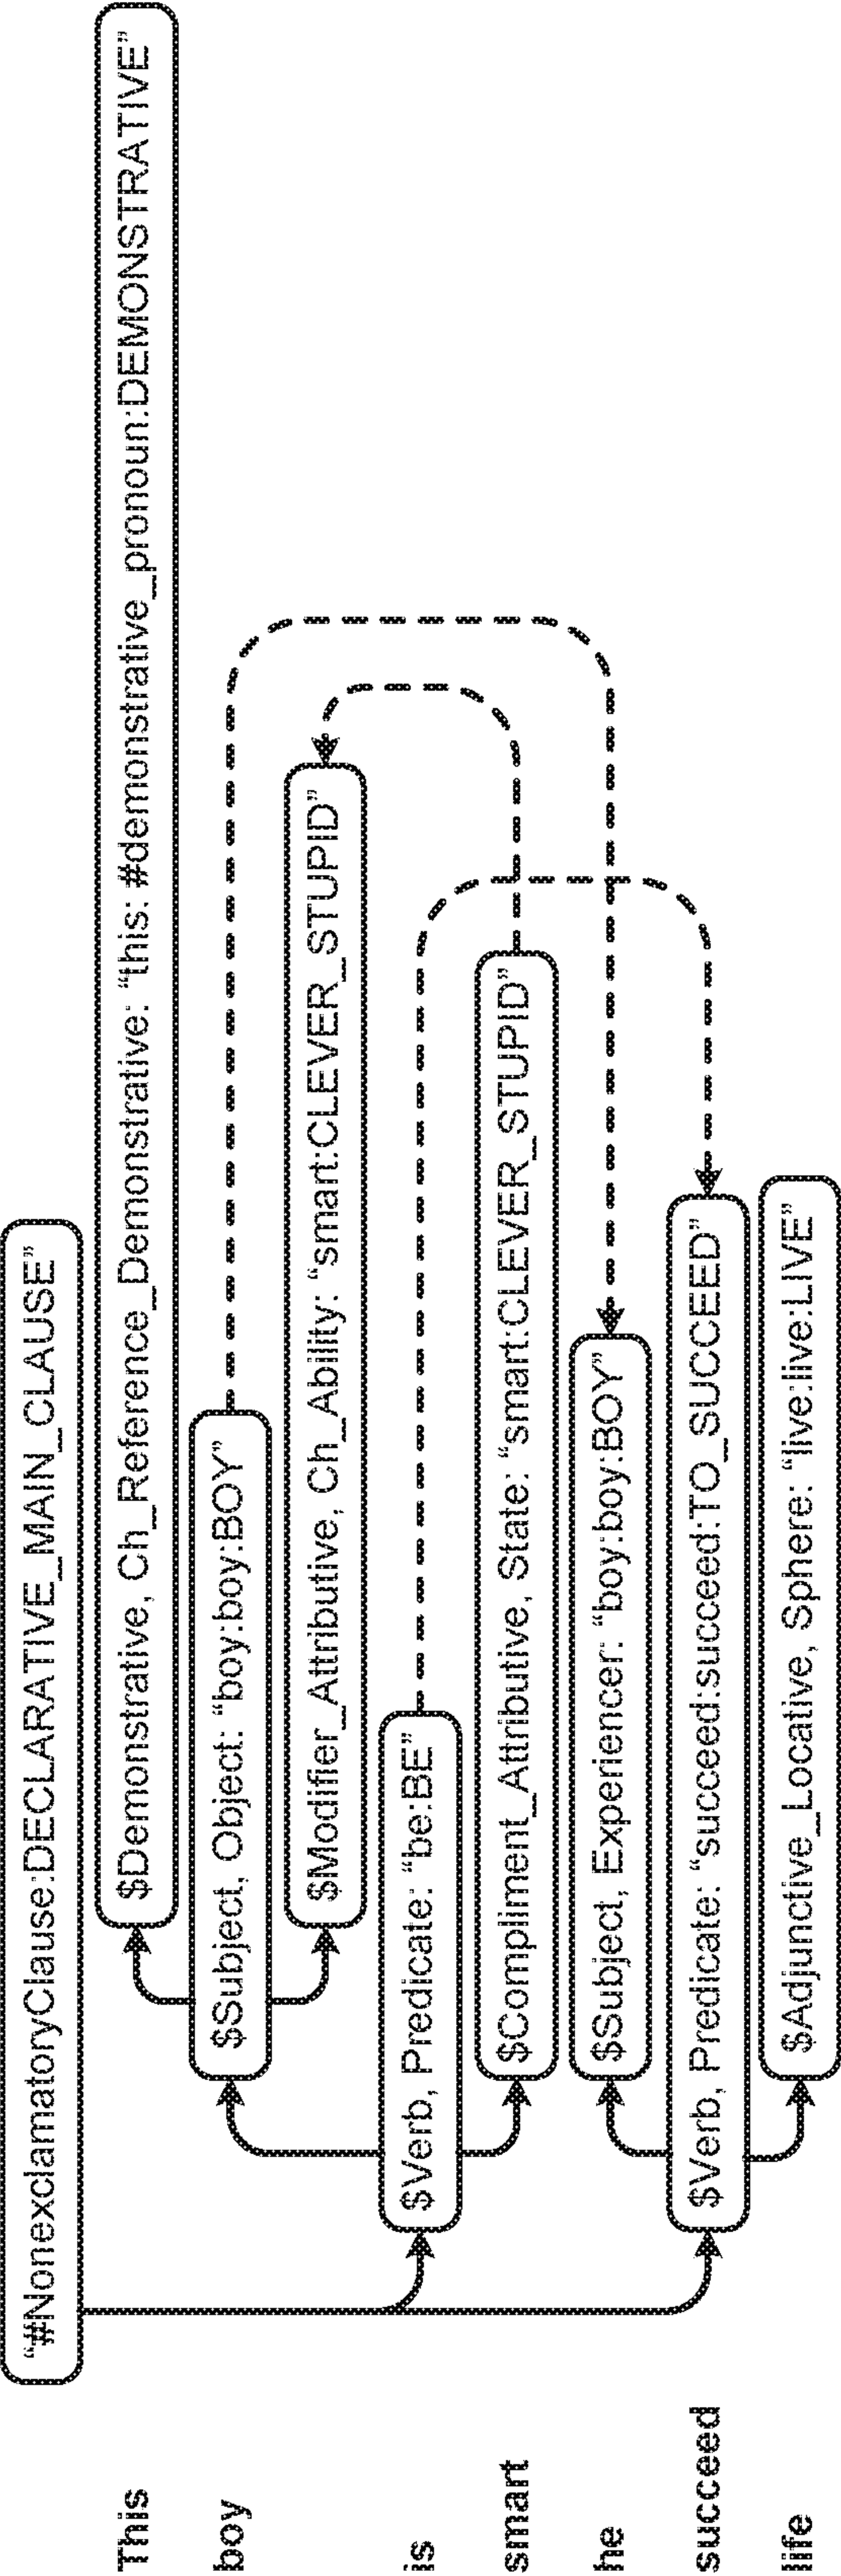 "#NonexclamatoryClause:DECLARATIVE_MAIN_CLAUSE"
This
$Demonstrative, Ch_Reference_Demonstrative: "this: #demonstrative_pronoun:DEMONSTRATIVE"
boy
$Subject, Object: "boy:boy:BOY"
$Modifier_Attributive, Ch_Ability: "smart:CLEVER_STUPID"
is
$Verb, Predicate: "be:BE"
smart
$Compliment_Attributive, State: "smart:CLEVER_STUPID"
he
$Subject, Experiencer: "boy:boy:BOY"
succeed
$Verb, Predicate: "succeed:succeed:TO_SUCCEED"
life
$Adjunctive_Locative, Sphere: "live:live:LIVE"